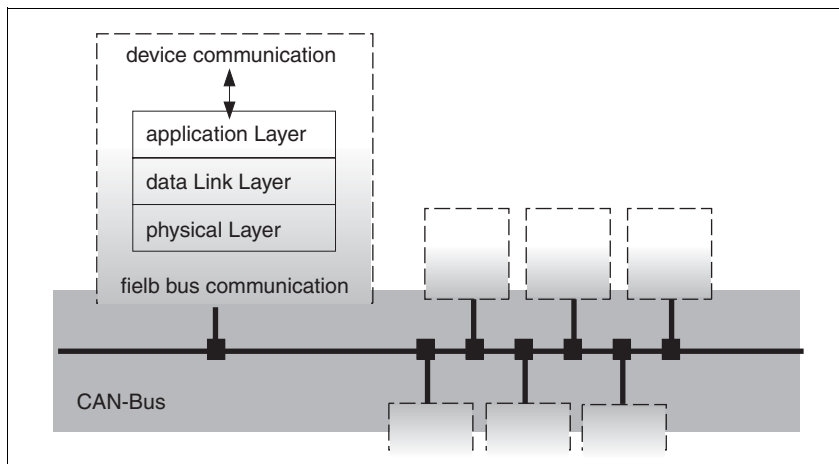 device communication
application Layer
data Link Layer
physical Layer
fielb bus communication
CAN-Bus